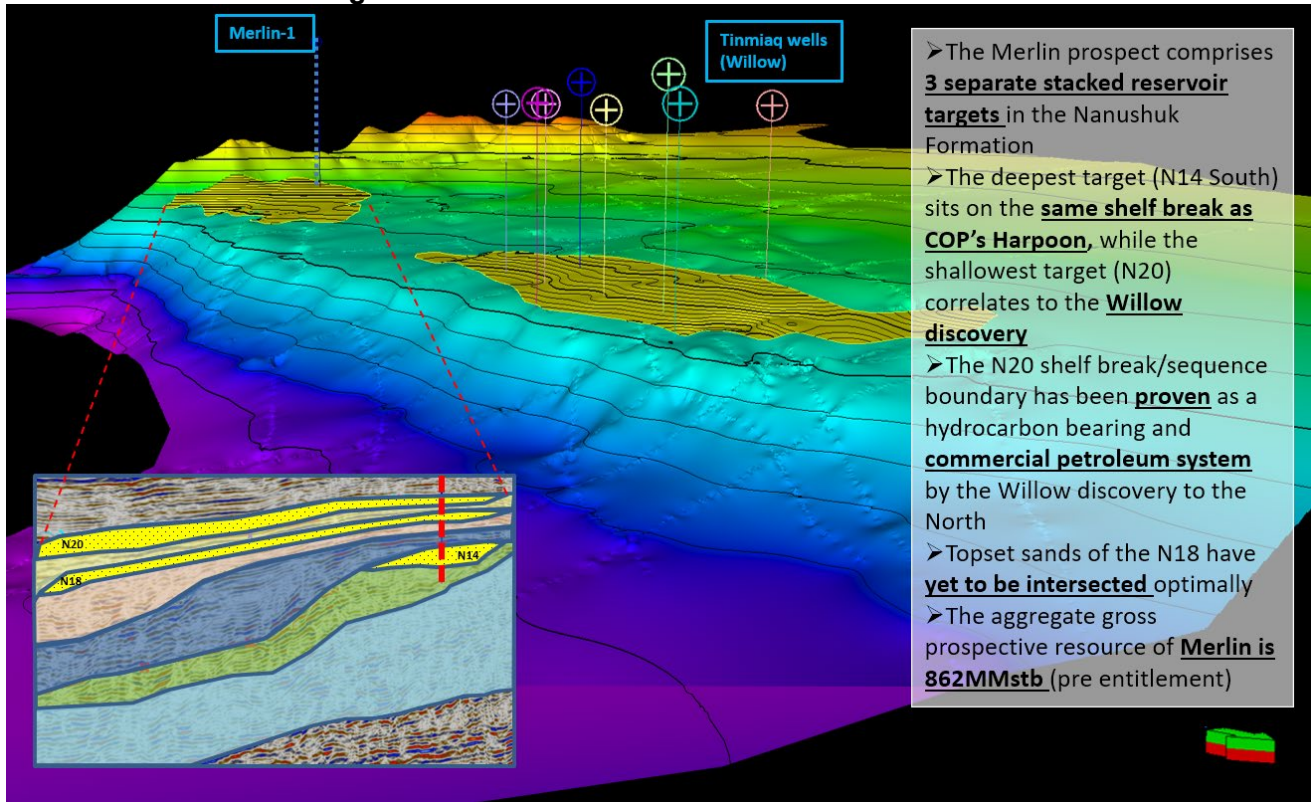 Merlin-1
Tinmiaq wells
(Willow)
➢The Merlin prospect comprises
3 separate stacked reservoir
targets in the Nanushuk
Formation
➢The deepest target (N14 South)
sits on the same shelf break as
COP’s Harpoon, while the
shallowest target (N20)
correlates to the Willow
discovery
➢The N20 shelf break/sequence
boundary has been proven as a
hydrocarbon bearing and
commercial petroleum system
by the Willow discovery to the
North
➢Topset sands of the N18 have
yet to be intersected optimally
➢The aggregate gross
prospective resource of Merlin is
862MMstb (pre entitlement)
N20
N14
N18